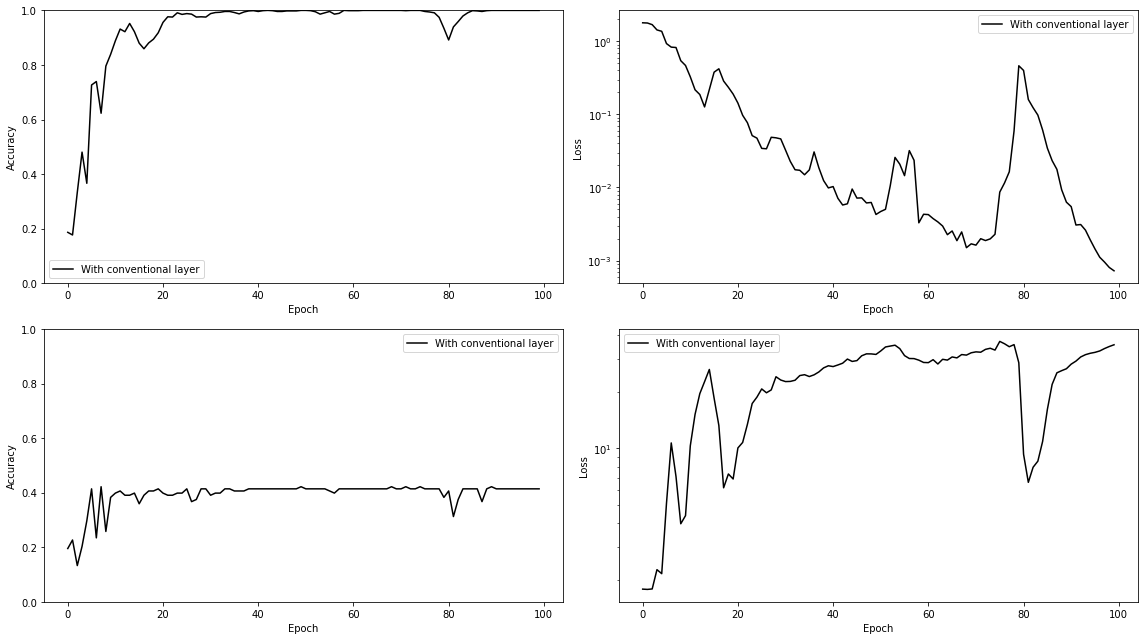 1.0
0.8
0.6
0.4
0.2
0.0
Accuracy
With conventional layer
0 20 40 60 80 100
Epoch
10⁰
10⁻¹
10⁻²
10⁻³
Loss
With conventional layer
0 20 40 60 80 100
Epoch
1.0
0.8
0.6
0.4
0.2
0.0
Accuracy
With conventional layer
0 20 40 60 80 100
Epoch
10¹
Loss
With conventional layer
0 20 40 60 80 100
Epoch